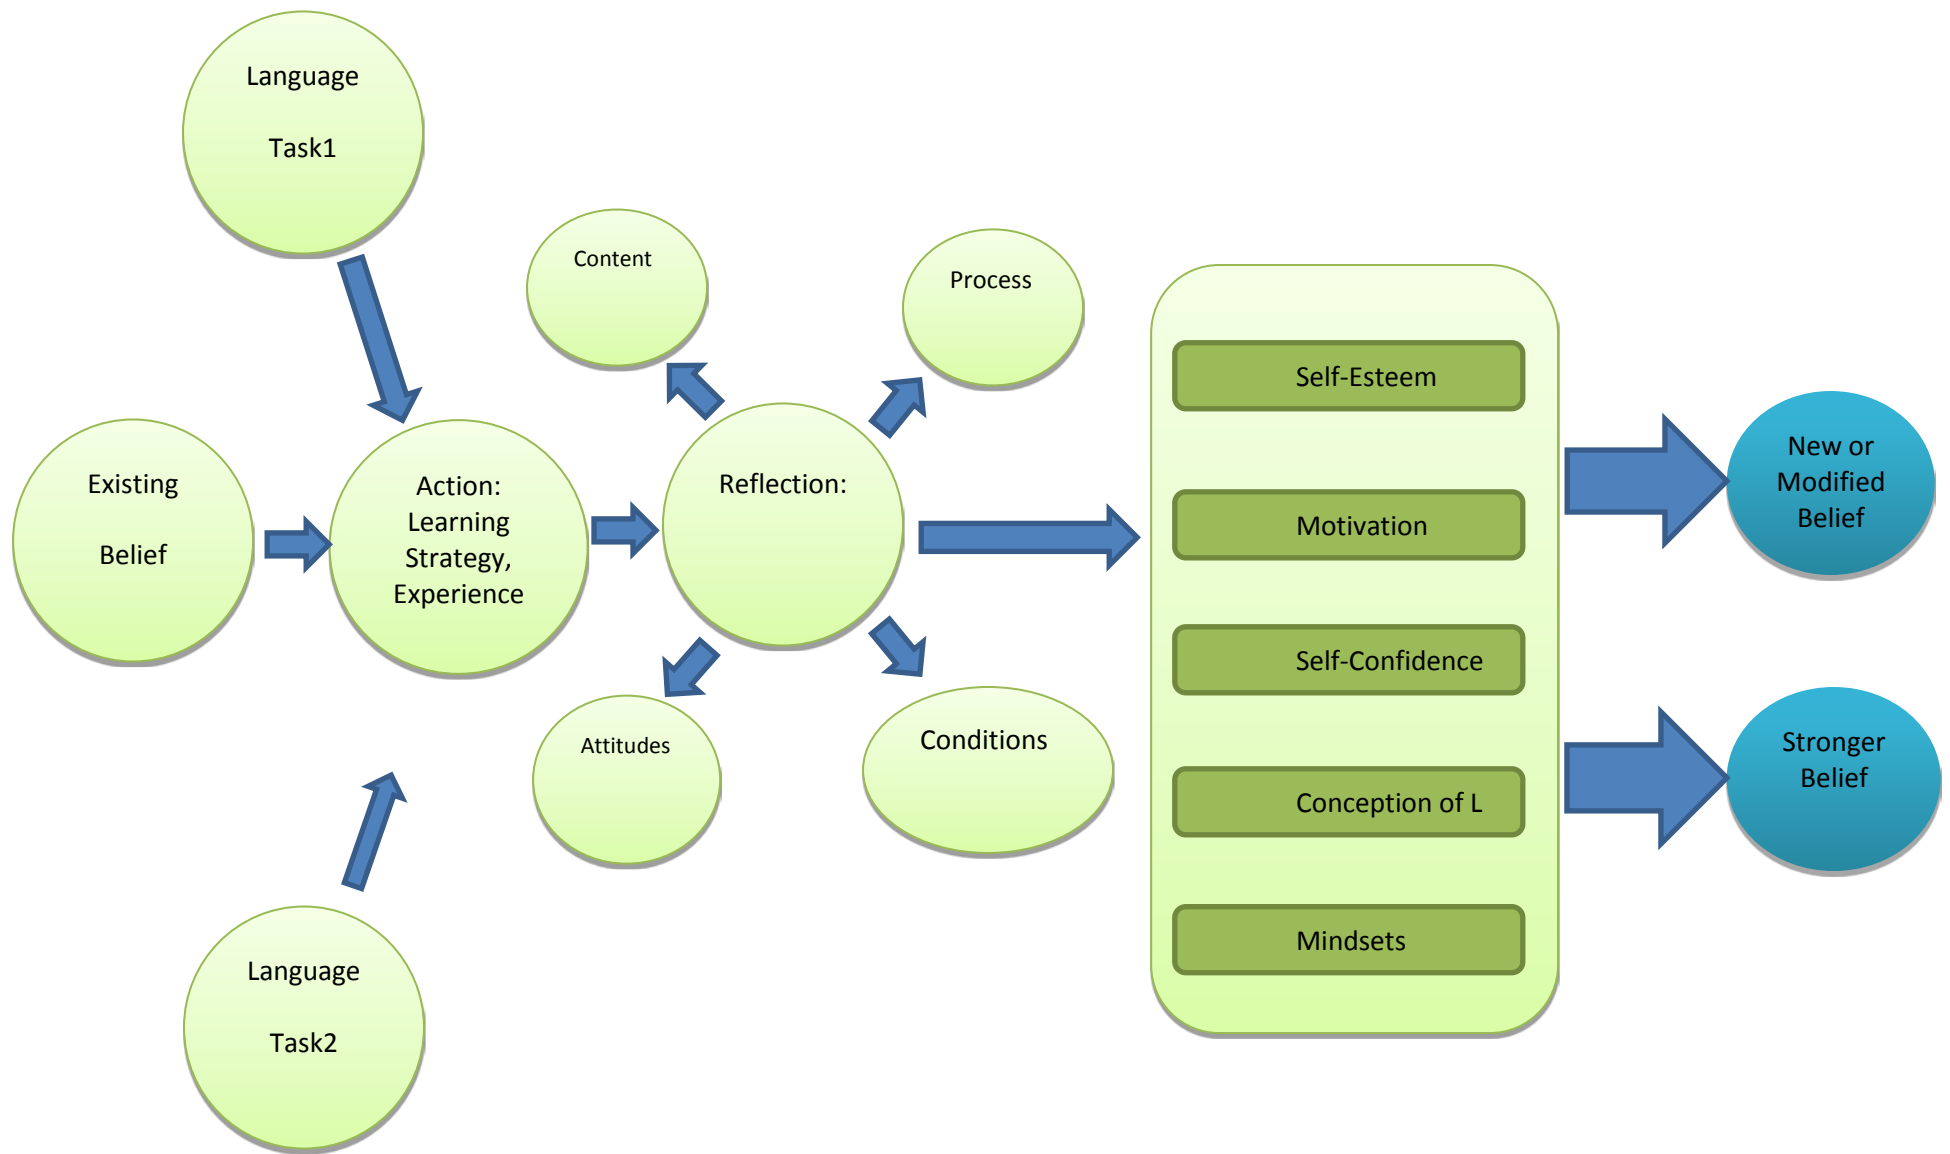 Language
Task1
Content
Process
Existing
Belief
Action:
Learning
Strategy,
Experience
Reflection:
Attitudes
Conditions
Language
Task2
Self-Esteem
Motivation
Self-Confidence
Conception of L
Mindsets
New or
Modified
Belief
Stronger
Belief